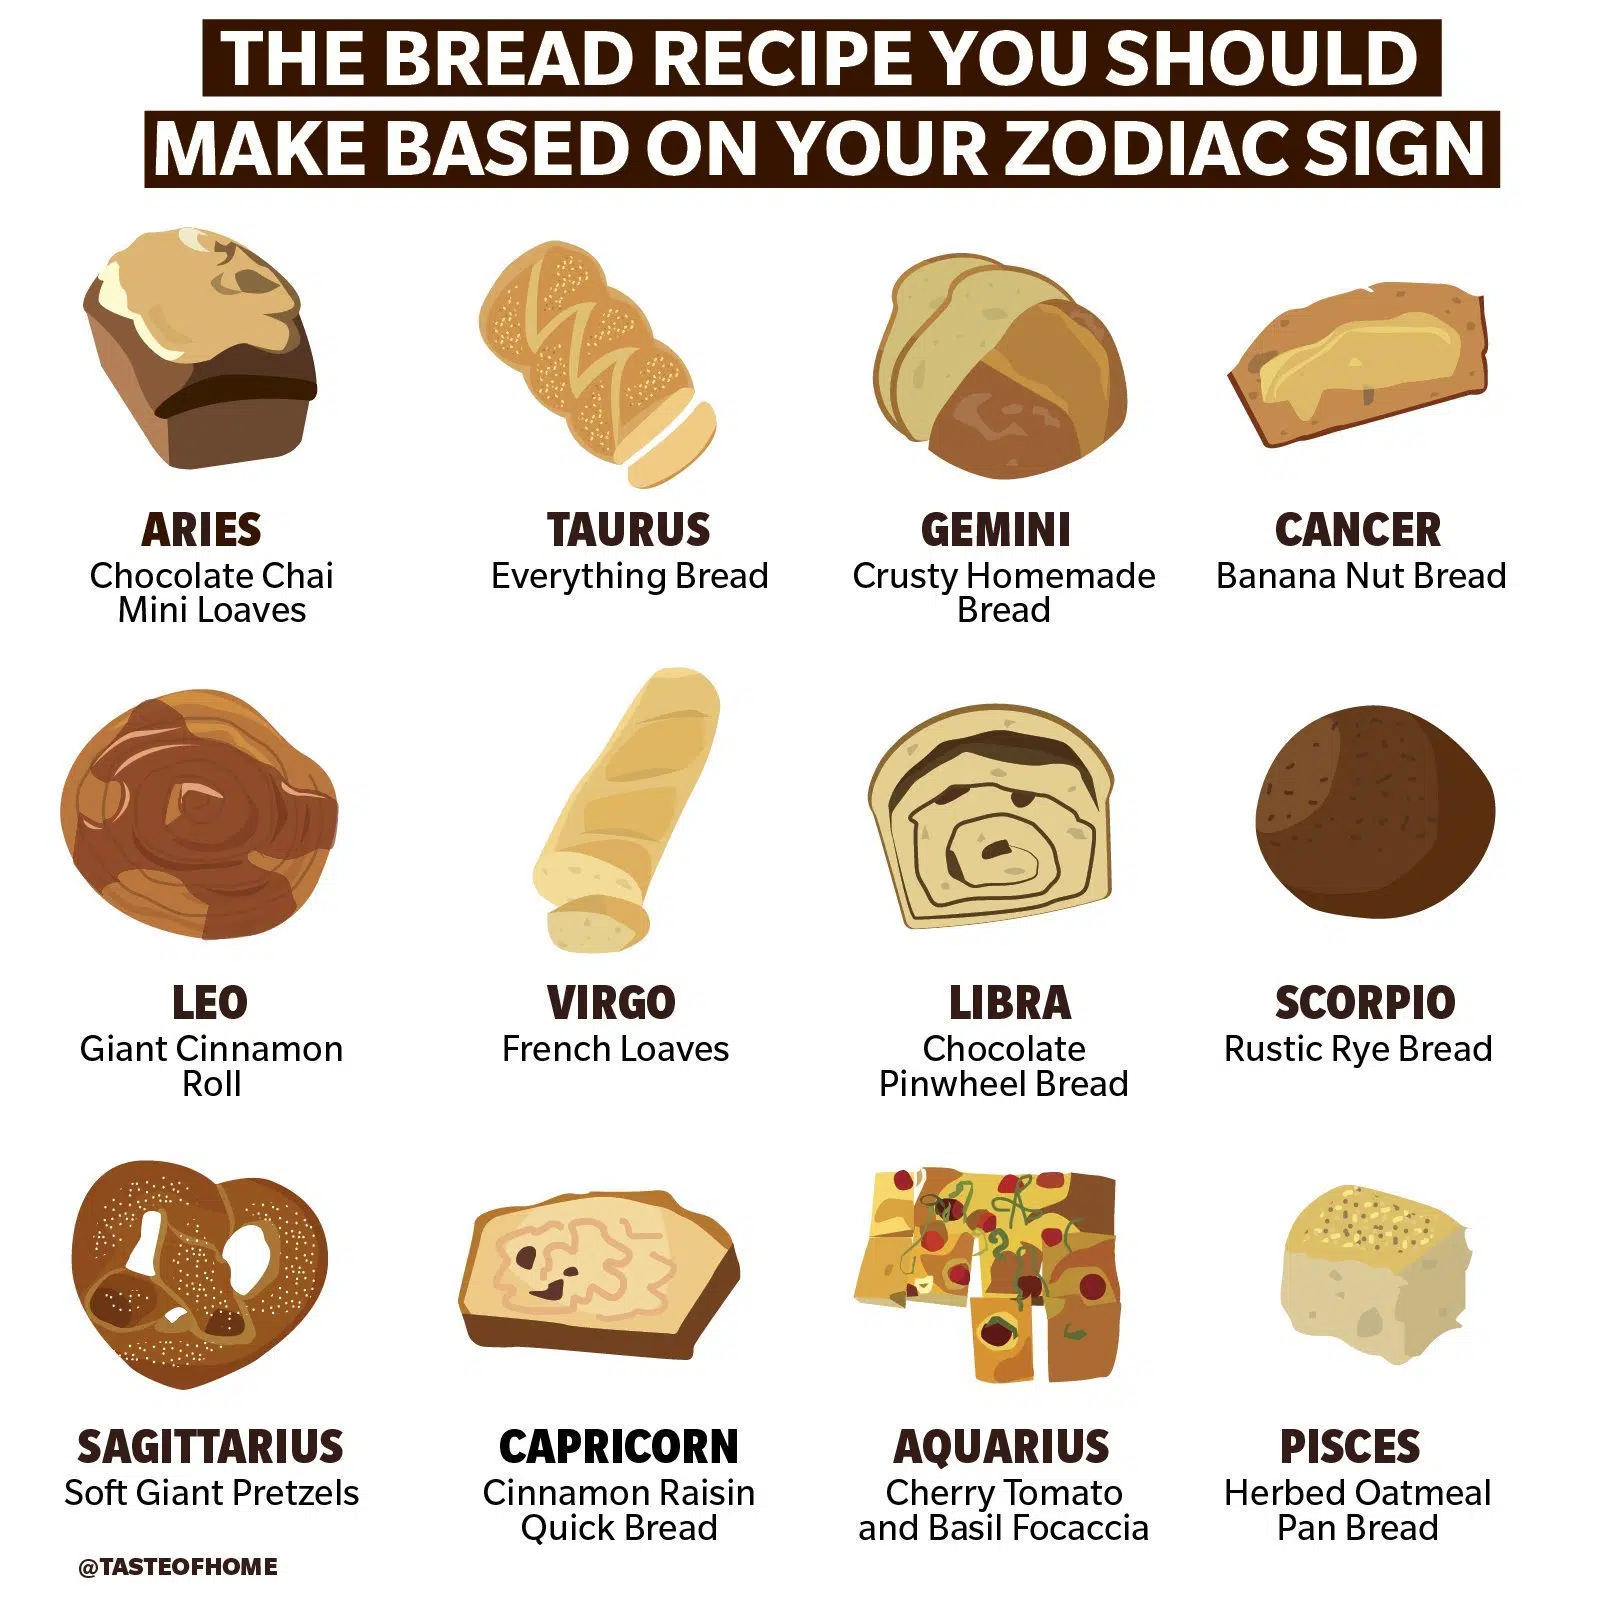 THE BREAD RECIPE YOU SHOULD
MAKE BASED ON YOUR ZODIAC SIGN
ARIES
Chocolate Chai
Mini Loaves
TAURUS
Everything Bread
GEMINI
Crusty Homemade
Bread
CANCER
Banana Nut Bread
LEO
Giant Cinnamon
Roll
VIRGO
French Loaves
LIBRA
Chocolate
Pinwheel Bread
SCORPIO
Rustic Rye Bread
SAGITTARIUS
Soft Giant Pretzels
CAPRICORN
Cinnamon Raisin
Quick Bread
AQUARIUS
Cherry Tomato
and Basil Focaccia
PISCES
Herbed Oatmeal
Pan Bread
@TASTEOFHOME